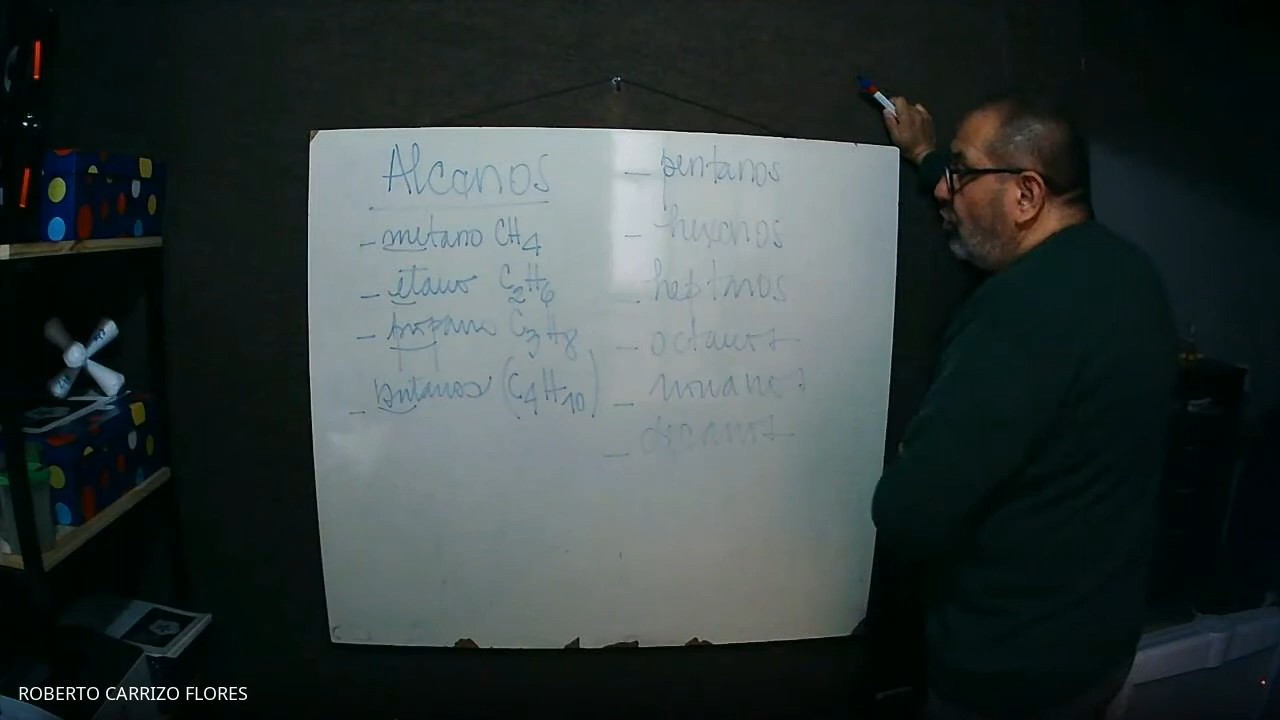 Alcanos
- metano CH4
- etano C2H6
- propano C3H8
- butanos (C4H10)
- pentanos
- hexanos
- heptanos
- octanos
- nonanos
- decanos
ROBERTO CARRIZO FLORES